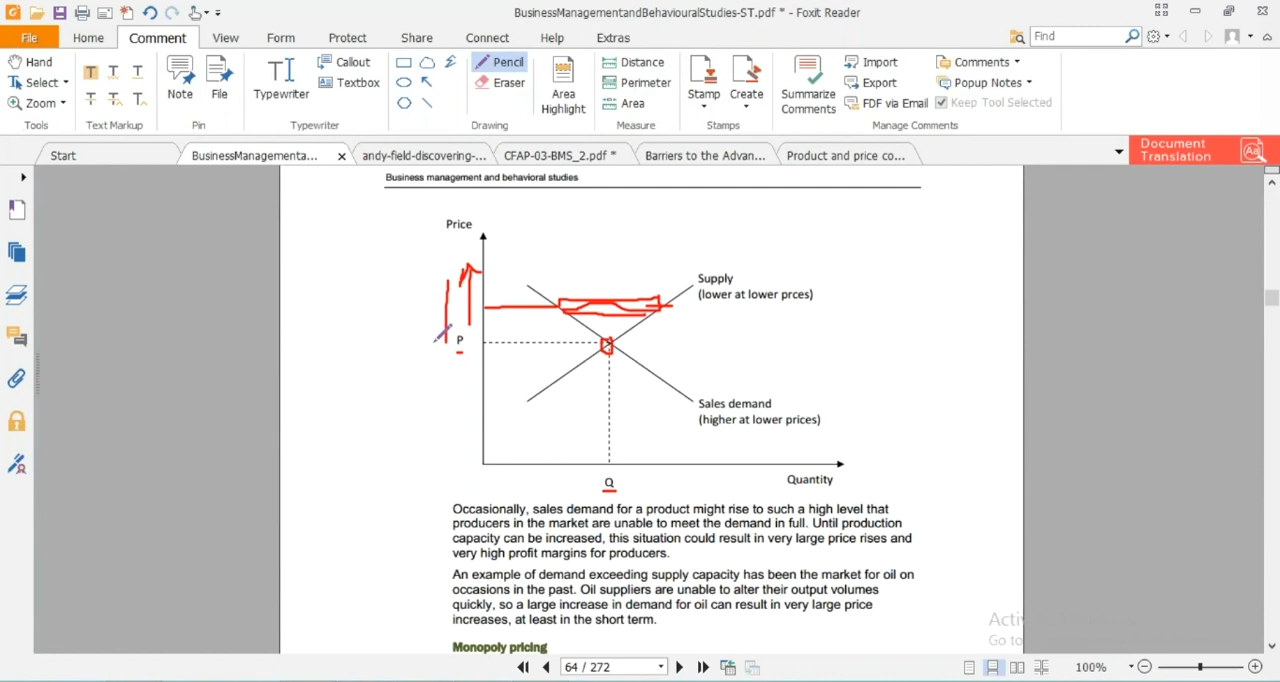 BusinessManagementandBehaviouralStudies-ST.pdf * - Foxit Reader
File Home Comment View Form Protect Share Connect Help Extras Find
Hand
Select
Zoom
Tools
T T T
T T T
Text Markup
Note
File
Pin
Typewriter
Callout
Textbox
Typewriter
Pencil
Eraser
Drawing
Area
Highlight
Distance
Perimeter
Area
Measure
Stamp
Create
Stamps
Summarize
Comments
Import
Export
FDF via Email
Comments
Popup Notes
Keep Tool Selected
Manage Comments
Start
BusinessManagementa... x
andy-field-discovering-...
CFAP-03-BMS_2.pdf *
Barriers to the Advan...
Product and price co...
Document
Translation
Aa
Business management and behavioral studies
Price
Supply
(lower at lower prces)
P
Sales demand
(higher at lower prices)
Q
Quantity
Occasionally, sales demand for a product might rise to such a high level that
producers in the market are unable to meet the demand in full. Until production
capacity can be increased, this situation could result in very large price rises and
very high profit margins for producers.
An example of demand exceeding supply capacity has been the market for oil on
occasions in the past. Oil suppliers are unable to alter their output volumes
quickly, so a large increase in demand for oil can result in very large price
increases, at least in the short term.
Monopoly pricing
Go to
64 / 272
100%